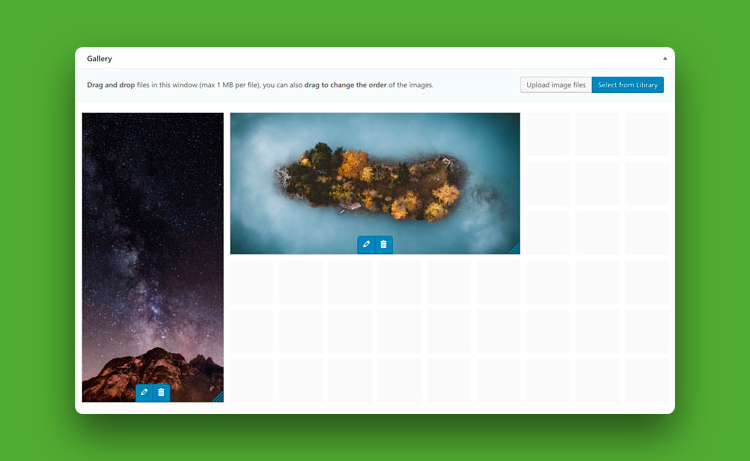 Gallery
Drag and drop files in this window (max 1 MB per file), you can also drag to change the order of the images.
Upload image files
Select from Library